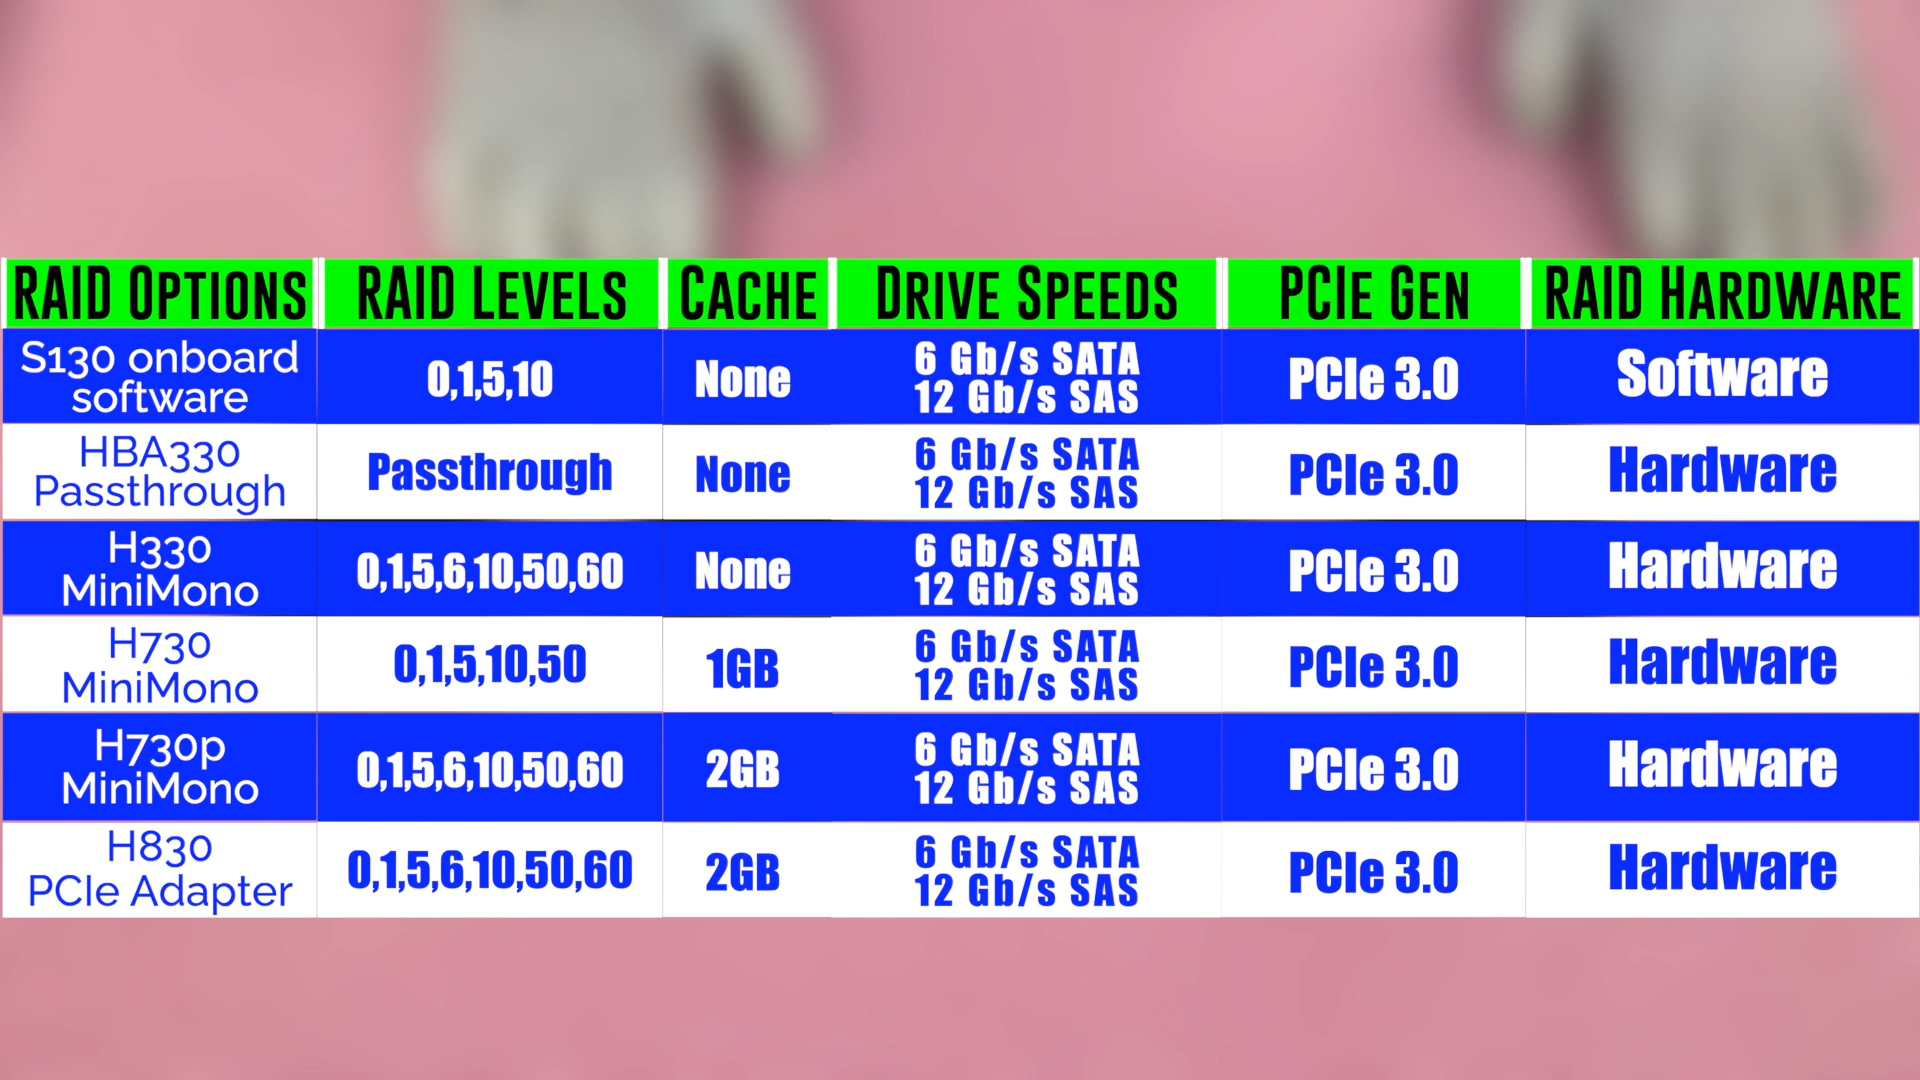 RAID Options RAID Levels Cache Drive Speeds PCIe Gen RAID Hardware
S130 onboard
software
0,1,5,10
None
6 Gb/s SATA
12 Gb/s SAS
PCIe 3.0
Software
HBA330
Passthrough
Passthrough
None
6 Gb/s SATA
12 Gb/s SAS
PCIe 3.0
Hardware
H330
MiniMono
0,1,5,6,10,50,60
None
6 Gb/s SATA
12 Gb/s SAS
PCIe 3.0
Hardware
H730
MiniMono
0,1,5,10,50
1GB
6 Gb/s SATA
12 Gb/s SAS
PCIe 3.0
Hardware
H730p
MiniMono
0,1,5,6,10,50,60
2GB
6 Gb/s SATA
12 Gb/s SAS
PCIe 3.0
Hardware
H830
PCIe Adapter
0,1,5,6,10,50,60
2GB
6 Gb/s SATA
12 Gb/s SAS
PCIe 3.0
Hardware